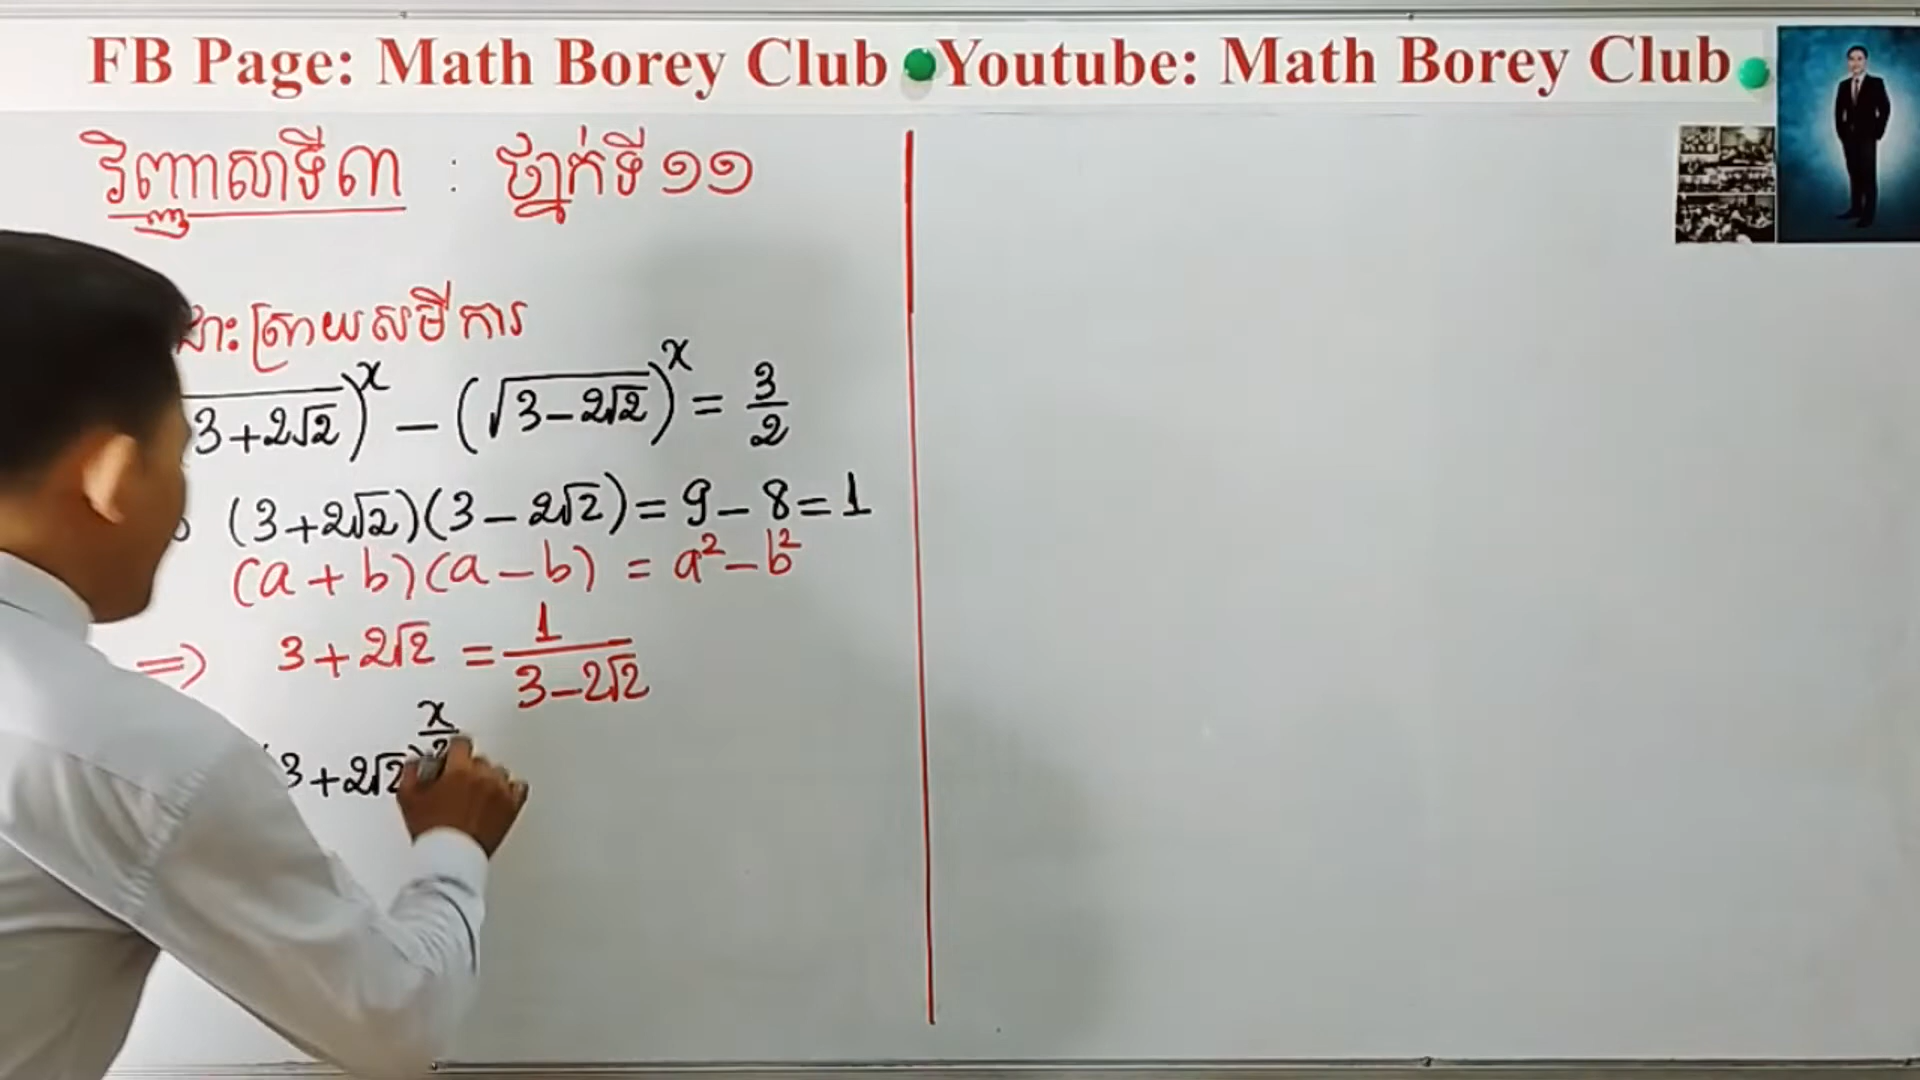 FB Page: Math Borey Club Youtube: Math Borey Club
វិញ្ញាសាទី៣ : ថ្នាក់ទី ១១
ដោះស្រាយសមីការ
3+2√2)^x − (√(3−2√2))^x = 3/2
(3+2√2)(3−2√2) = 9−8 = 1
(a+b)(a−b) = a²−b²
⇒ 3+2√2 = 1/(3−2√2)
(3+2√2)^(x/2)